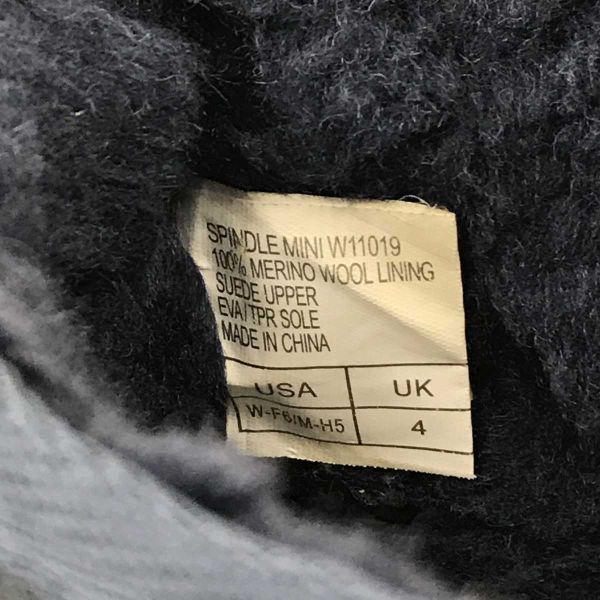 SPINDLE MINI W11019
100% MERINO WOOL LINING
SUEDE UPPER
EVA/TPR SOLE
MADE IN CHINA
USA UK
W-F6/M-H5 4